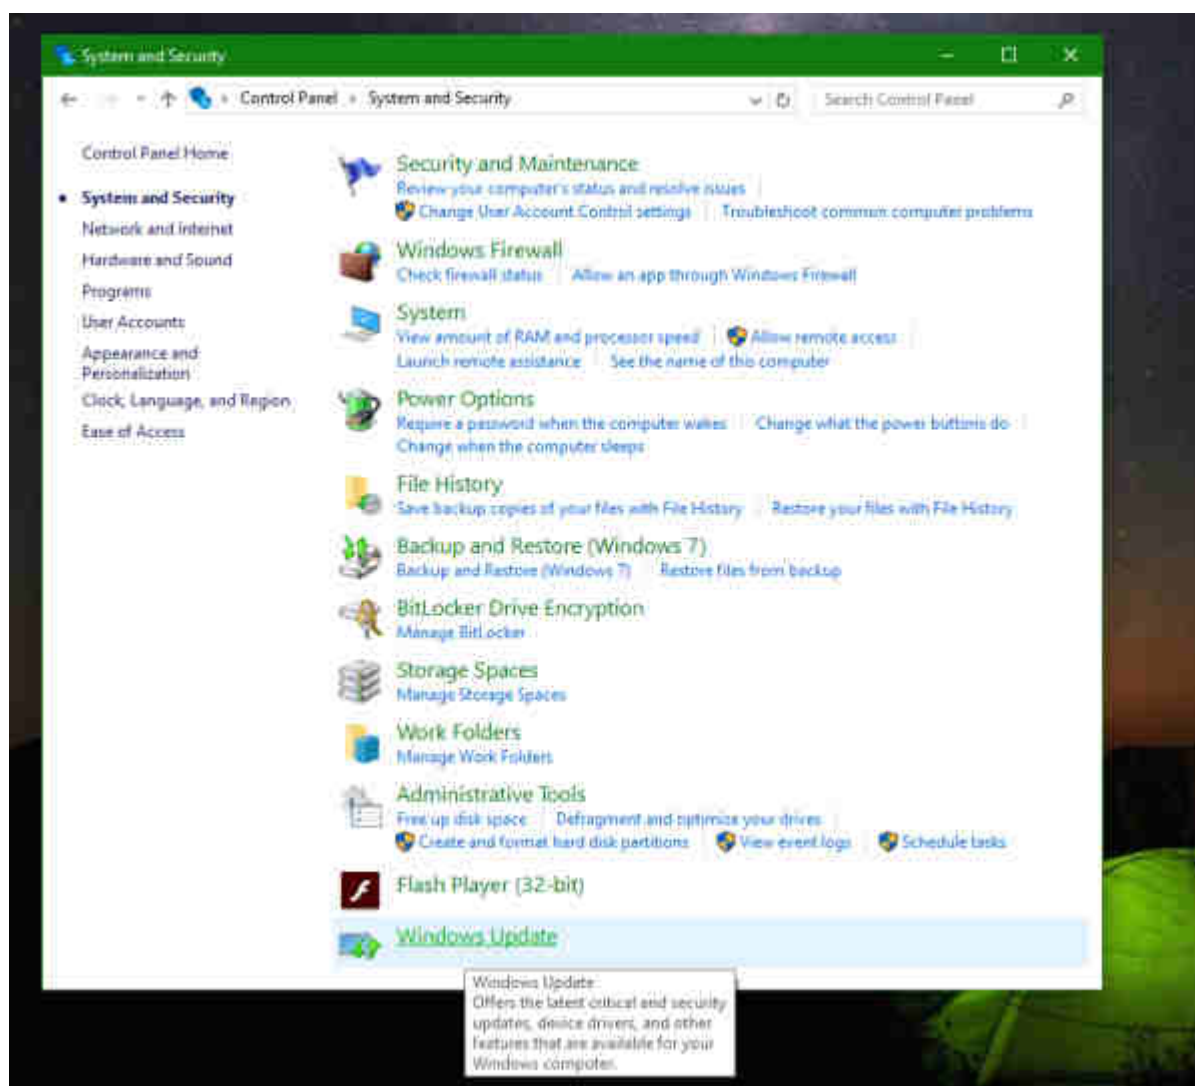 System and Security
Control Panel › System and Security
Search Control Panel
Control Panel Home
System and Security
Network and Internet
Hardware and Sound
Programs
User Accounts
Appearance and
Personalization
Clock, Language, and Region
Ease of Access
Security and Maintenance
Review your computer's status and resolve issues
Change User Account Control settings
Troubleshoot common computer problems
Windows Firewall
Check firewall status
Allow an app through Windows Firewall
System
View amount of RAM and processor speed
Allow remote access
Launch remote assistance
See the name of this computer
Power Options
Require a password when the computer wakes
Change what the power buttons do
Change when the computer sleeps
File History
Save backup copies of your files with File History
Restore your files with File History
Backup and Restore (Windows 7)
Backup and Restore (Windows 7)
Restore files from backup
BitLocker Drive Encryption
Manage BitLocker
Storage Spaces
Manage Storage Spaces
Work Folders
Manage Work Folders
Administrative Tools
Free up disk space
Defragment and optimize your drives
Create and format hard disk partitions
View event logs
Schedule tasks
Flash Player (32-bit)
Windows Update
Windows Update
Offers the latest critical and security
updates, device drivers, and other
features that are available for your
Windows computer.